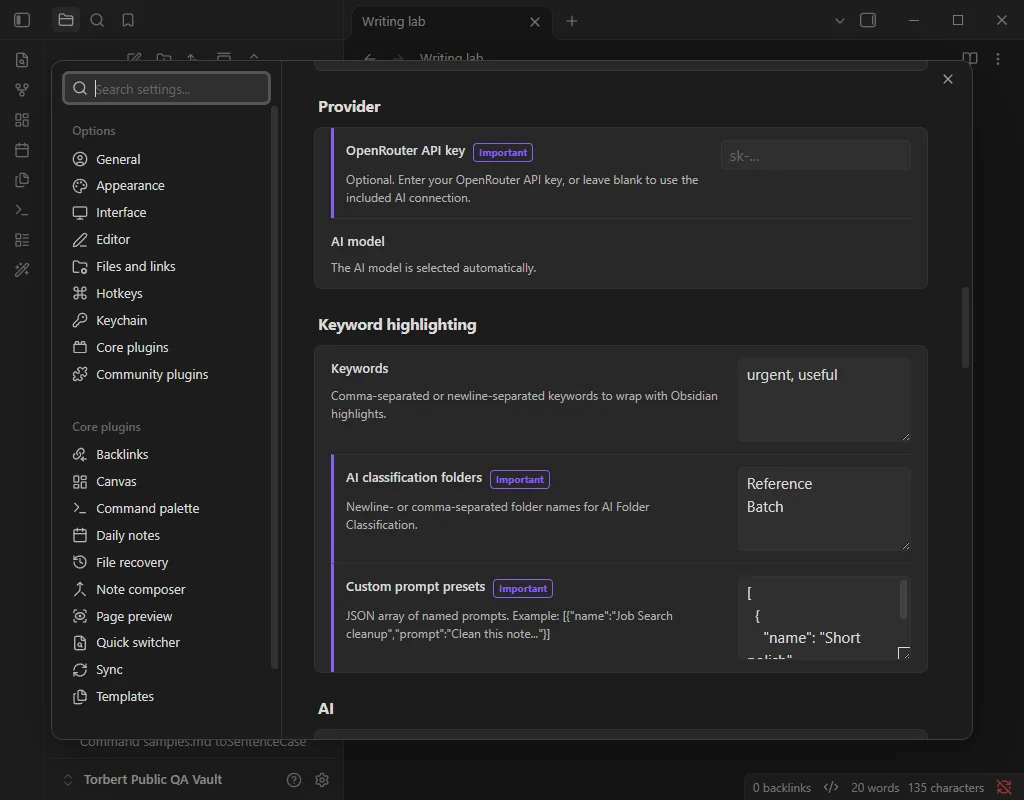 Writing lab
Writing lab
Search settings...
Options
General
Appearance
Interface
Editor
Files and links
Hotkeys
Keychain
Core plugins
Community plugins
Core plugins
Backlinks
Canvas
Command palette
Daily notes
File recovery
Note composer
Page preview
Quick switcher
Sync
Templates
Provider
OpenRouter API key Important
sk-...
Optional. Enter your OpenRouter API key, or leave blank to use the
included AI connection.
AI model
The AI model is selected automatically.
Keyword highlighting
Keywords
Comma-separated or newline-separated keywords to wrap with Obsidian
highlights.
urgent, useful
AI classification folders Important
Newline- or comma-separated folder names for AI Folder
Classification.
Reference
Batch
Custom prompt presets Important
JSON array of named prompts. Example: [{"name":"Job Search
cleanup","prompt":"Clean this note..."}]
[
{
"name": "Short
polish"
AI
Command samples.md toSentenceCase
Torbert Public QA Vault
0 backlinks
20 words
135 characters